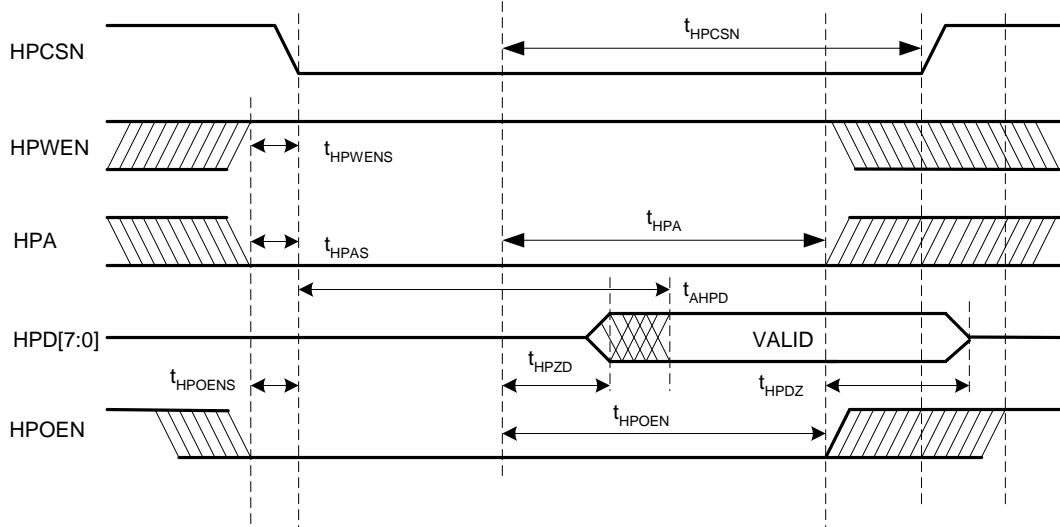 HPCSN
tHPCSN
HPWEN
tHPWENS
HPA
tHPAS
tHPA
tAHPD
HPD[7:0]
VALID
tHPOENS
tHPZD
tHPDZ
HPOEN
tHPOEN